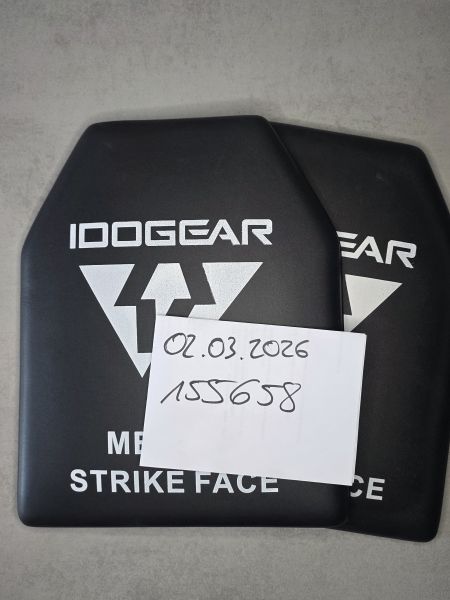 IDOGEAR
EAR
02.03.2026
155658
ME
STRIKE FACE
CE